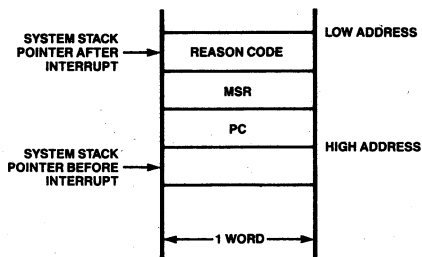 LOW ADDRESS
SYSTEM STACK
POINTER AFTER
INTERRUPT
REASON CODE
MSR
PC
HIGH ADDRESS
SYSTEM STACK
POINTER BEFORE
INTERRUPT
1 WORD